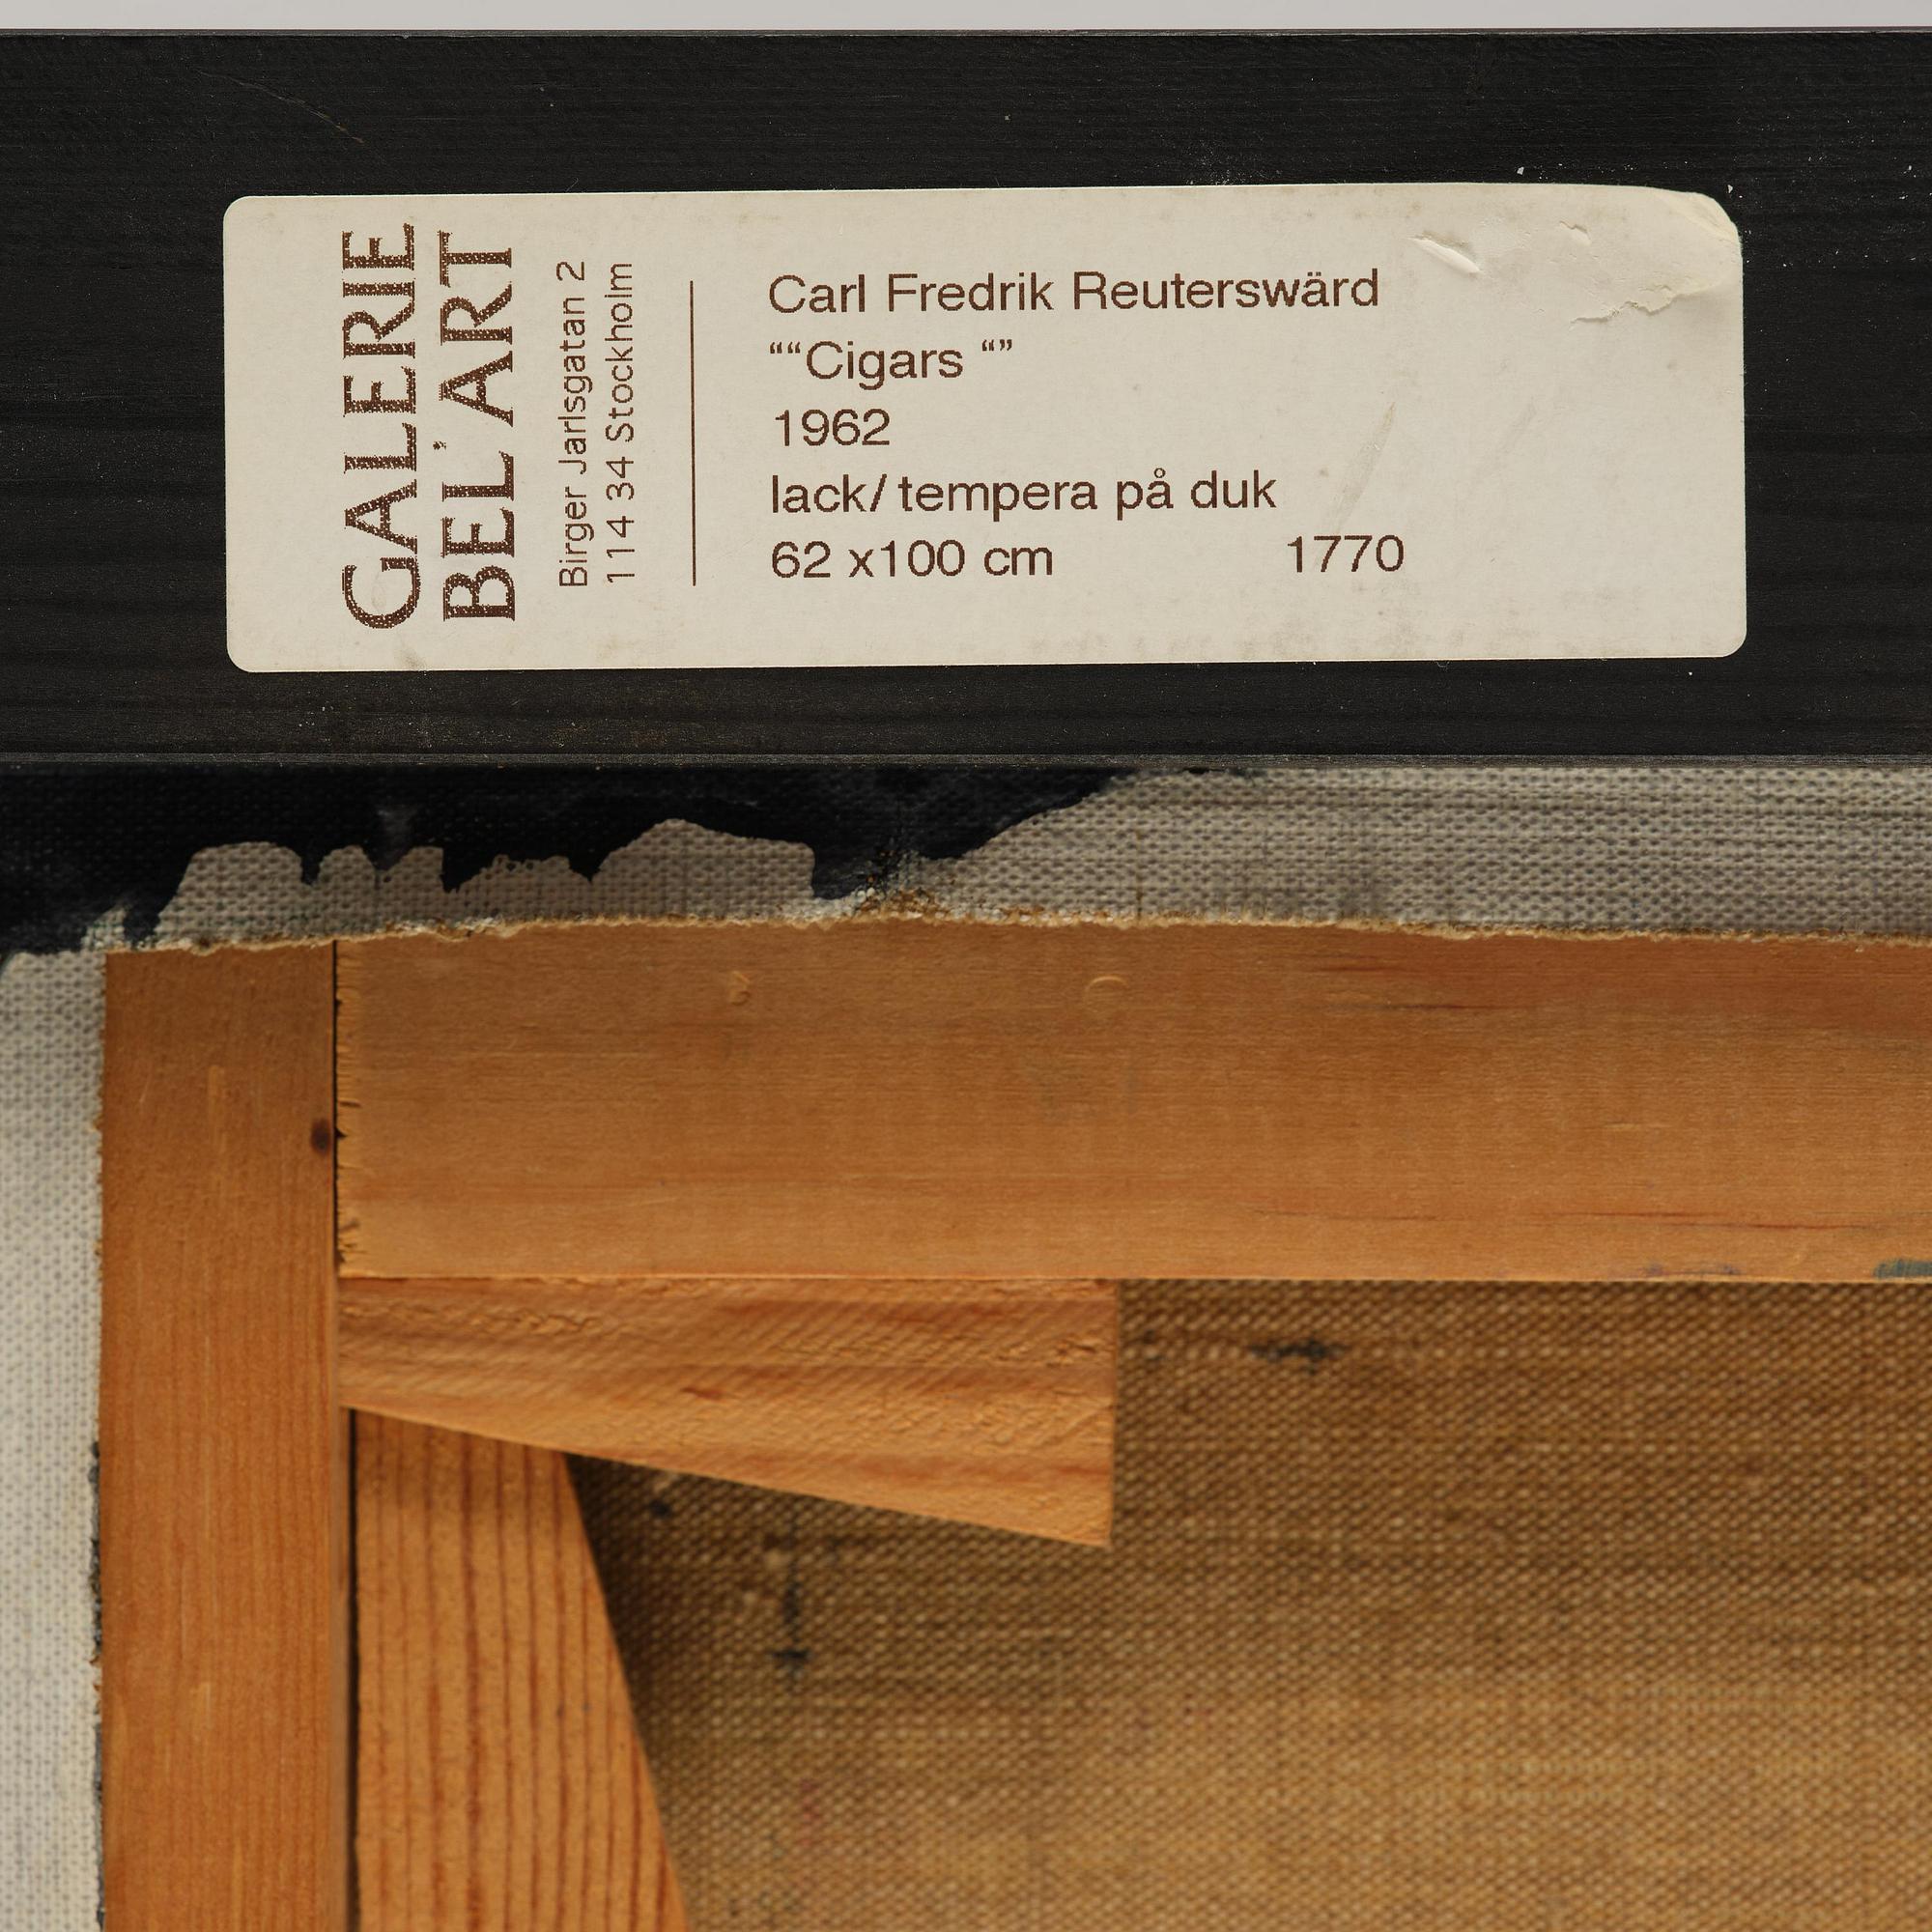 GALERIE
BEL'ART
Birger Jarlsgatan 2
114 34 Stockholm
Carl Fredrik Reuterswärd
““Cigars “”
1962
lack/ tempera på duk
62 x100 cm 1770